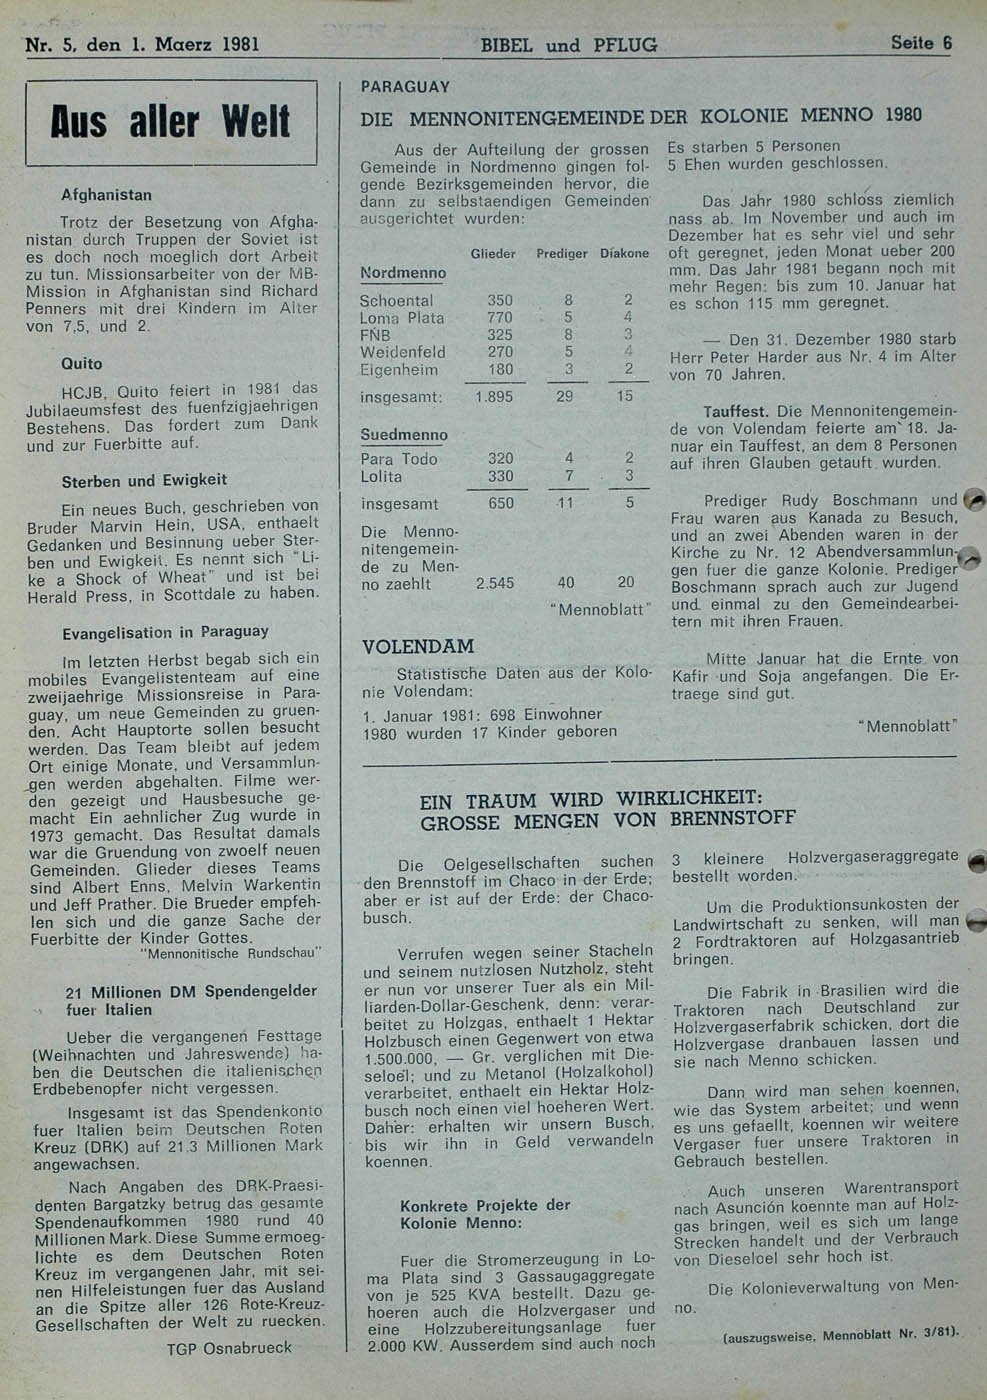 Nr. 5, den 1. Maerz 1981 BIBEL und PFLUG Seite 6
Aus aller Welt
Afghanistan
Trotz der Besetzung von Afgha-
nistan durch Truppen der Soviet ist
es doch noch moeglich dort Arbeit
zu tun. Missionsarbeiter von der MB-
Mission in Afghanistan sind Richard
Penners mit drei Kindern im Alter
von 7,5, und 2.
Quito
HCJB, Quito feiert in 1981 das
Jubilaeumsfest des fuenfzigjaehrigen
Bestehens. Das fordert zum Dank
und zur Fuerbitte auf.
Sterben und Ewigkeit
Ein neues Buch, geschrieben von
Bruder Marvin Hein, USA, enthaelt
Gedanken und Besinnung ueber Ster-
ben und Ewigkeit. Es nennt sich "Li-
ke a Shock of Wheat" und ist bei
Herald Press, in Scottdale zu haben.
Evangelisation in Paraguay
Im letzten Herbst begab sich ein
mobiles Evangelistenteam auf eine
zweijaehrige Missionsreise in Para-
guay, um neue Gemeinden zu gruen-
den. Acht Hauptorte sollen besucht
werden. Das Team bleibt auf jedem
Ort einige Monate, und Versammlun-
gen werden abgehalten. Filme wer-
den gezeigt und Hausbesuche ge-
macht Ein aehnlicher Zug wurde in
1973 gemacht. Das Resultat damals
war die Gruendung von zwoelf neuen
Gemeinden. Glieder dieses Teams
sind Albert Enns, Melvin Warkentin
und Jeff Prather. Die Brueder empfeh-
len sich und die ganze Sache der
Fuerbitte der Kinder Gottes.
"Mennonitische Rundschau"
21 Millionen DM Spendengelder
fuer Italien
Ueber die vergangenen Festtage
(Weihnachten und Jahreswende) ha-
ben die Deutschen die italienischen
Erdbebenopfer nicht vergessen.
Insgesamt ist das Spendenkonto
fuer Italien beim Deutschen Roten
Kreuz (DRK) auf 21,3 Millionen Mark
angewachsen.
Nach Angaben des DRK-Praesi-
denten Bargatzky betrug das gesamte
Spendenaufkommen 1980 rund 40
Millionen Mark. Diese Summe ermoeg-
lichte es dem Deutschen Roten
Kreuz im vergangenen Jahr, mit sei-
nen Hilfeleistungen fuer das Ausland
an die Spitze aller 126 Rote-Kreuz-
Gesellschaften der Welt zu ruecken.
TGP Osnabrueck
PARAGUAY
DIE MENNONITENGEMEINDE DER KOLONIE MENNO 1980
Aus der Aufteilung der grossen
Gemeinde in Nordmenno gingen fol-
gende Bezirksgemeinden hervor, die
dann zu selbstaendigen Gemeinden
ausgerichtet wurden:
Glieder Prediger Diakone
Nordmenno
Schoental 350 8 2
Loma Plata 770 5 4
FNB 325 8 3
Weidenfeld 270 5 4
Eigenheim 180 3 2
insgesamt: 1.895 29 15
Suedmenno
Para Todo 320 4 2
Lolita 330 7 3
insgesamt 650 11 5
Die Menno-
nitengemein-
de zu Men-
no zaehlt 2.545 40 20
"Mennoblatt"
VOLENDAM
Statistische Daten aus der Kolo-
nie Volendam:
1. Januar 1981: 698 Einwohner
1980 wurden 17 Kinder geboren
Es starben 5 Personen
5 Ehen wurden geschlossen.
Das Jahr 1980 schloss ziemlich
nass ab. Im November und auch im
Dezember hat es sehr viel und sehr
oft geregnet, jeden Monat ueber 200
mm. Das Jahr 1981 begann noch mit
mehr Regen: bis zum 10. Januar hat
es schon 115 mm geregnet.
— Den 31. Dezember 1980 starb
Herr Peter Harder aus Nr. 4 im Alter
von 70 Jahren.
Tauffest. Die Mennonitengemein-
de von Volendam feierte am 18. Ja-
nuar ein Tauffest, an dem 8 Personen
auf ihren Glauben getauft wurden.
Prediger Rudy Boschmann und
Frau waren aus Kanada zu Besuch,
und an zwei Abenden waren in der
Kirche zu Nr. 12 Abendversammlun-
gen fuer die ganze Kolonie. Prediger
Boschmann sprach auch zur Jugend
und einmal zu den Gemeindearbei-
tern mit ihren Frauen.
Mitte Januar hat die Ernte von
Kafir und Soja angefangen. Die Er-
traege sind gut.
"Mennoblatt"
EIN TRAUM WIRD WIRKLICHKEIT:
GROSSE MENGEN VON BRENNSTOFF
Die Oelgesellschaften suchen
den Brennstoff im Chaco in der Erde;
aber er ist auf der Erde: der Chaco-
busch.
Verrufen wegen seiner Stacheln
und seinem nutzlosen Nutzholz, steht
er nun vor unserer Tuer als ein Mil-
liarden-Dollar-Geschenk, denn: verar-
beitet zu Holzgas, enthaelt 1 Hektar
Holzbusch einen Gegenwert von etwa
1.500.000, — Gr. verglichen mit Die-
seloel; und zu Metanol (Holzalkohol)
verarbeitet, enthaelt ein Hektar Holz-
busch noch einen viel hoeheren Wert.
Daher: erhalten wir unsern Busch,
bis wir ihn in Geld verwandeln
koennen.
Konkrete Projekte der
Kolonie Menno:
Fuer die Stromerzeugung in Lo-
ma Plata sind 3 Gassaugaggregate
von je 525 KVA bestellt. Dazu ge-
hoeren auch die Holzvergaser und
eine Holzzubereitungsanlage fuer
2.000 KW. Ausserdem sind auch noch
3 kleinere Holzvergaseraggregate
bestellt worden.
Um die Produktionsunkosten der
Landwirtschaft zu senken, will man
2 Fordtraktoren auf Holzgasantrieb
bringen.
Die Fabrik in Brasilien wird die
Traktoren nach Deutschland zur
Holzvergaserfabrik schicken, dort die
Holzvergase dranbauen lassen und
sie nach Menno schicken.
Dann wird man sehen koennen,
wie das System arbeitet; und wenn
es uns gefaellt, koennen wir weitere
Vergaser fuer unsere Traktoren in
Gebrauch bestellen.
Auch unseren Warentransport
nach Asunción koennte man auf Holz-
gas bringen, weil es sich um lange
Strecken handelt und der Verbrauch
von Dieseloel sehr hoch ist.
Die Kolonieverwaltung von Men-
no.
(auszugsweise, Mennoblatt Nr. 3/81).